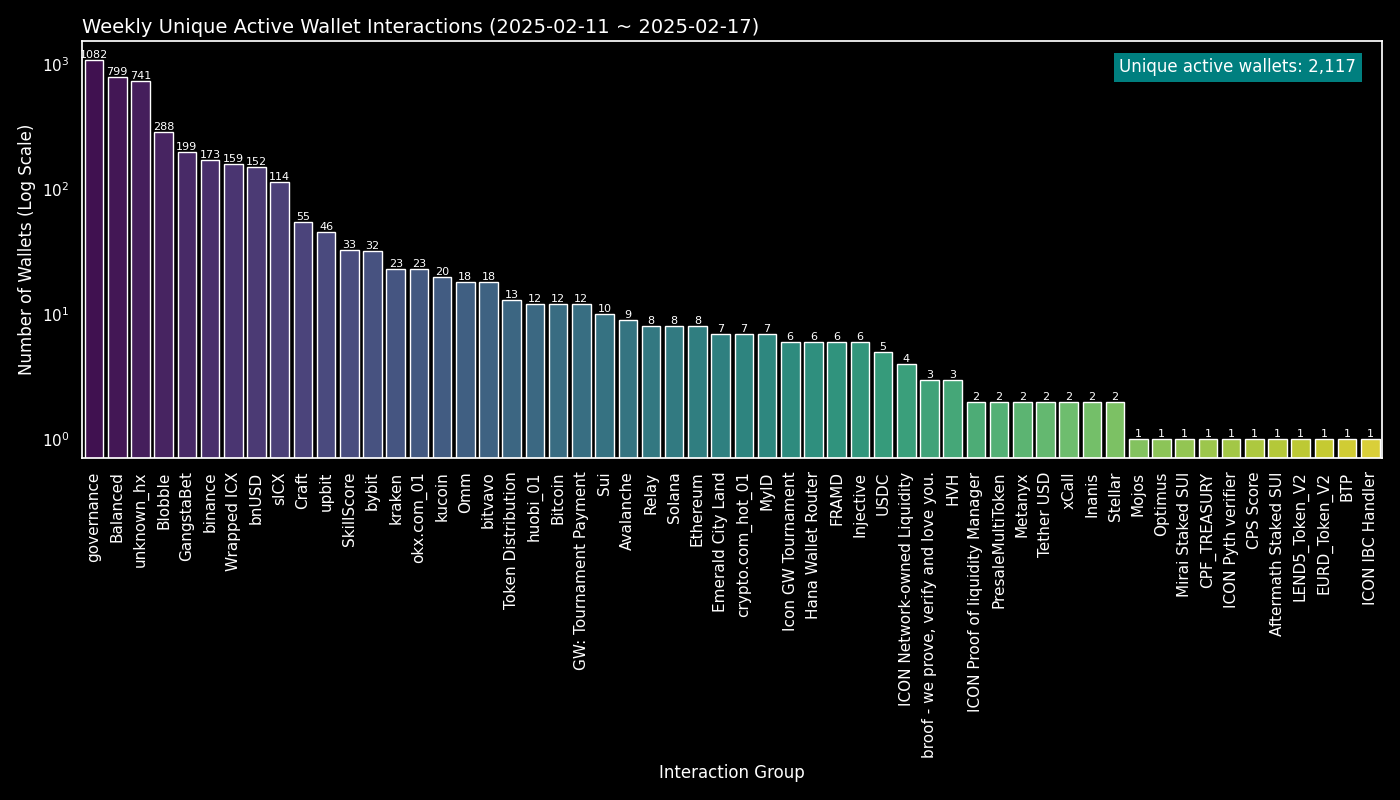 Weekly Unique Active Wallet Interactions (2025-02-11 ~ 2025-02-17)
Unique active wallets: 2,117
Number of Wallets (Log Scale)
10³
10²
10¹
10⁰
1082
799
741
288
199
173
159
152
114
55
46
33
32
23
23
20
18
18
13
12
12
12
10
9
8
8
8
7
7
7
6
6
6
6
5
4
3
3
2
2
2
2
2
2
2
1
1
1
1
1
1
1
1
1
1
1
governance
Balanced
unknown_hx
Blobble
GangstaBet
binance
Wrapped ICX
bnUSD
sICX
Craft
upbit
SkillScore
bybit
kraken
okx.com_01
kucoin
Omm
bitvavo
Token Distribution
huobi_01
Bitcoin
GW: Tournament Payment
Sui
Avalanche
Relay
Solana
Ethereum
Emerald City Land
crypto.com_hot_01
MyID
Icon GW Tournament
Hana Wallet Router
FRAMD
Injective
USDC
ICON Network-owned Liquidity
broof - we prove, verify and love you.
HVH
ICON Proof of liquidity Manager
PresaleMultiToken
Metanyx
Tether USD
xCall
Inanis
Stellar
Mojos
Optimus
Mirai Staked SUI
CPF_TREASURY
ICON Pyth verifier
CPS Score
Aftermath Staked SUI
LEND5_Token_V2
EURD_Token_V2
BTP
ICON IBC Handler
Interaction Group